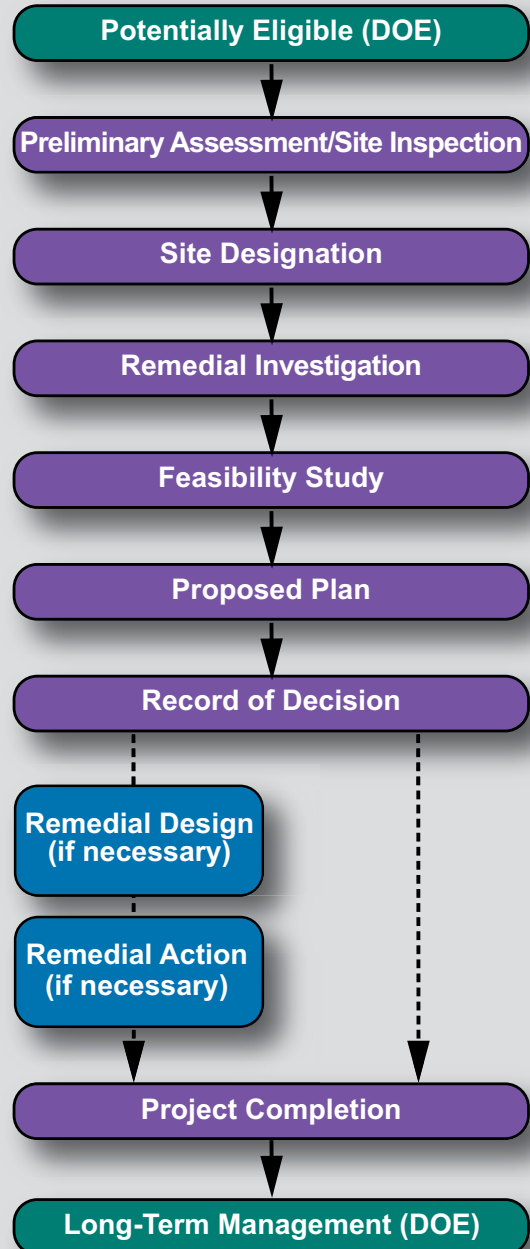 Potentially Eligible (DOE)
Preliminary Assessment/Site Inspection
Site Designation
Remedial Investigation
Feasibility Study
Proposed Plan
Record of Decision
Remedial Design
(if necessary)
Remedial Action
(if necessary)
Project Completion
Long-Term Management (DOE)